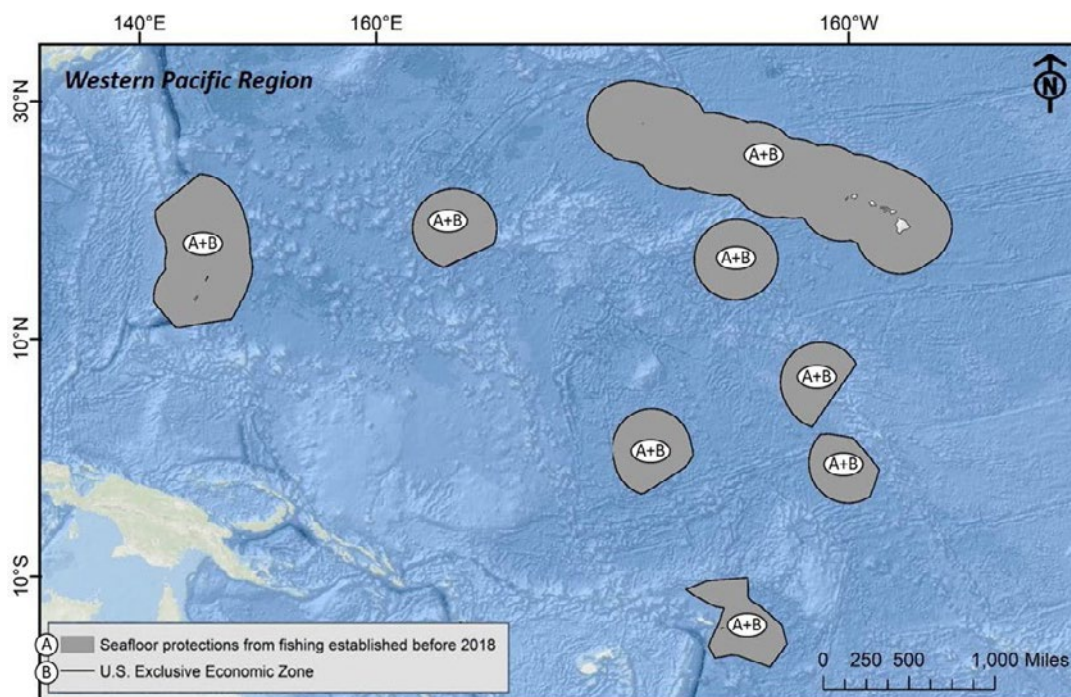 140°E 160°E 160°W
Western Pacific Region
N
30°N
A+B
A+B
A+B
A+B
A+B
10°N
A+B
A+B
A+B
10°S
A+B
A Seafloor protections from fishing established before 2018
B U.S. Exclusive Economic Zone
0 250 500 1,000 Miles